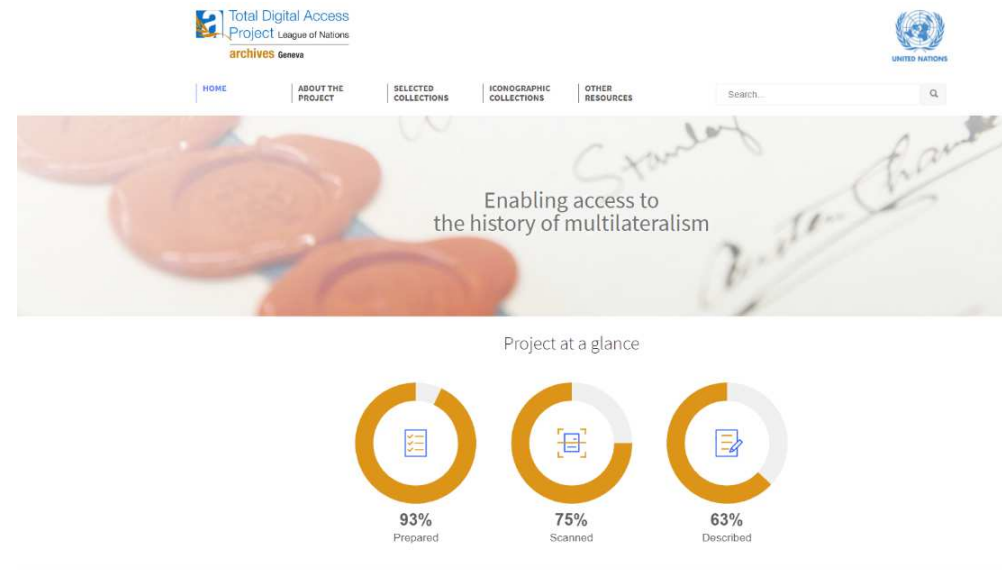 Total Digital Access
Project League of Nations
archives Geneva
UNITED NATIONS
HOME
ABOUT THE
PROJECT
SELECTED
COLLECTIONS
ICONOGRAPHIC
COLLECTIONS
OTHER
RESOURCES
Search...
Stanley
Enabling access to
the history of multilateralism
Project at a glance
93%
Prepared
75%
Scanned
63%
Described